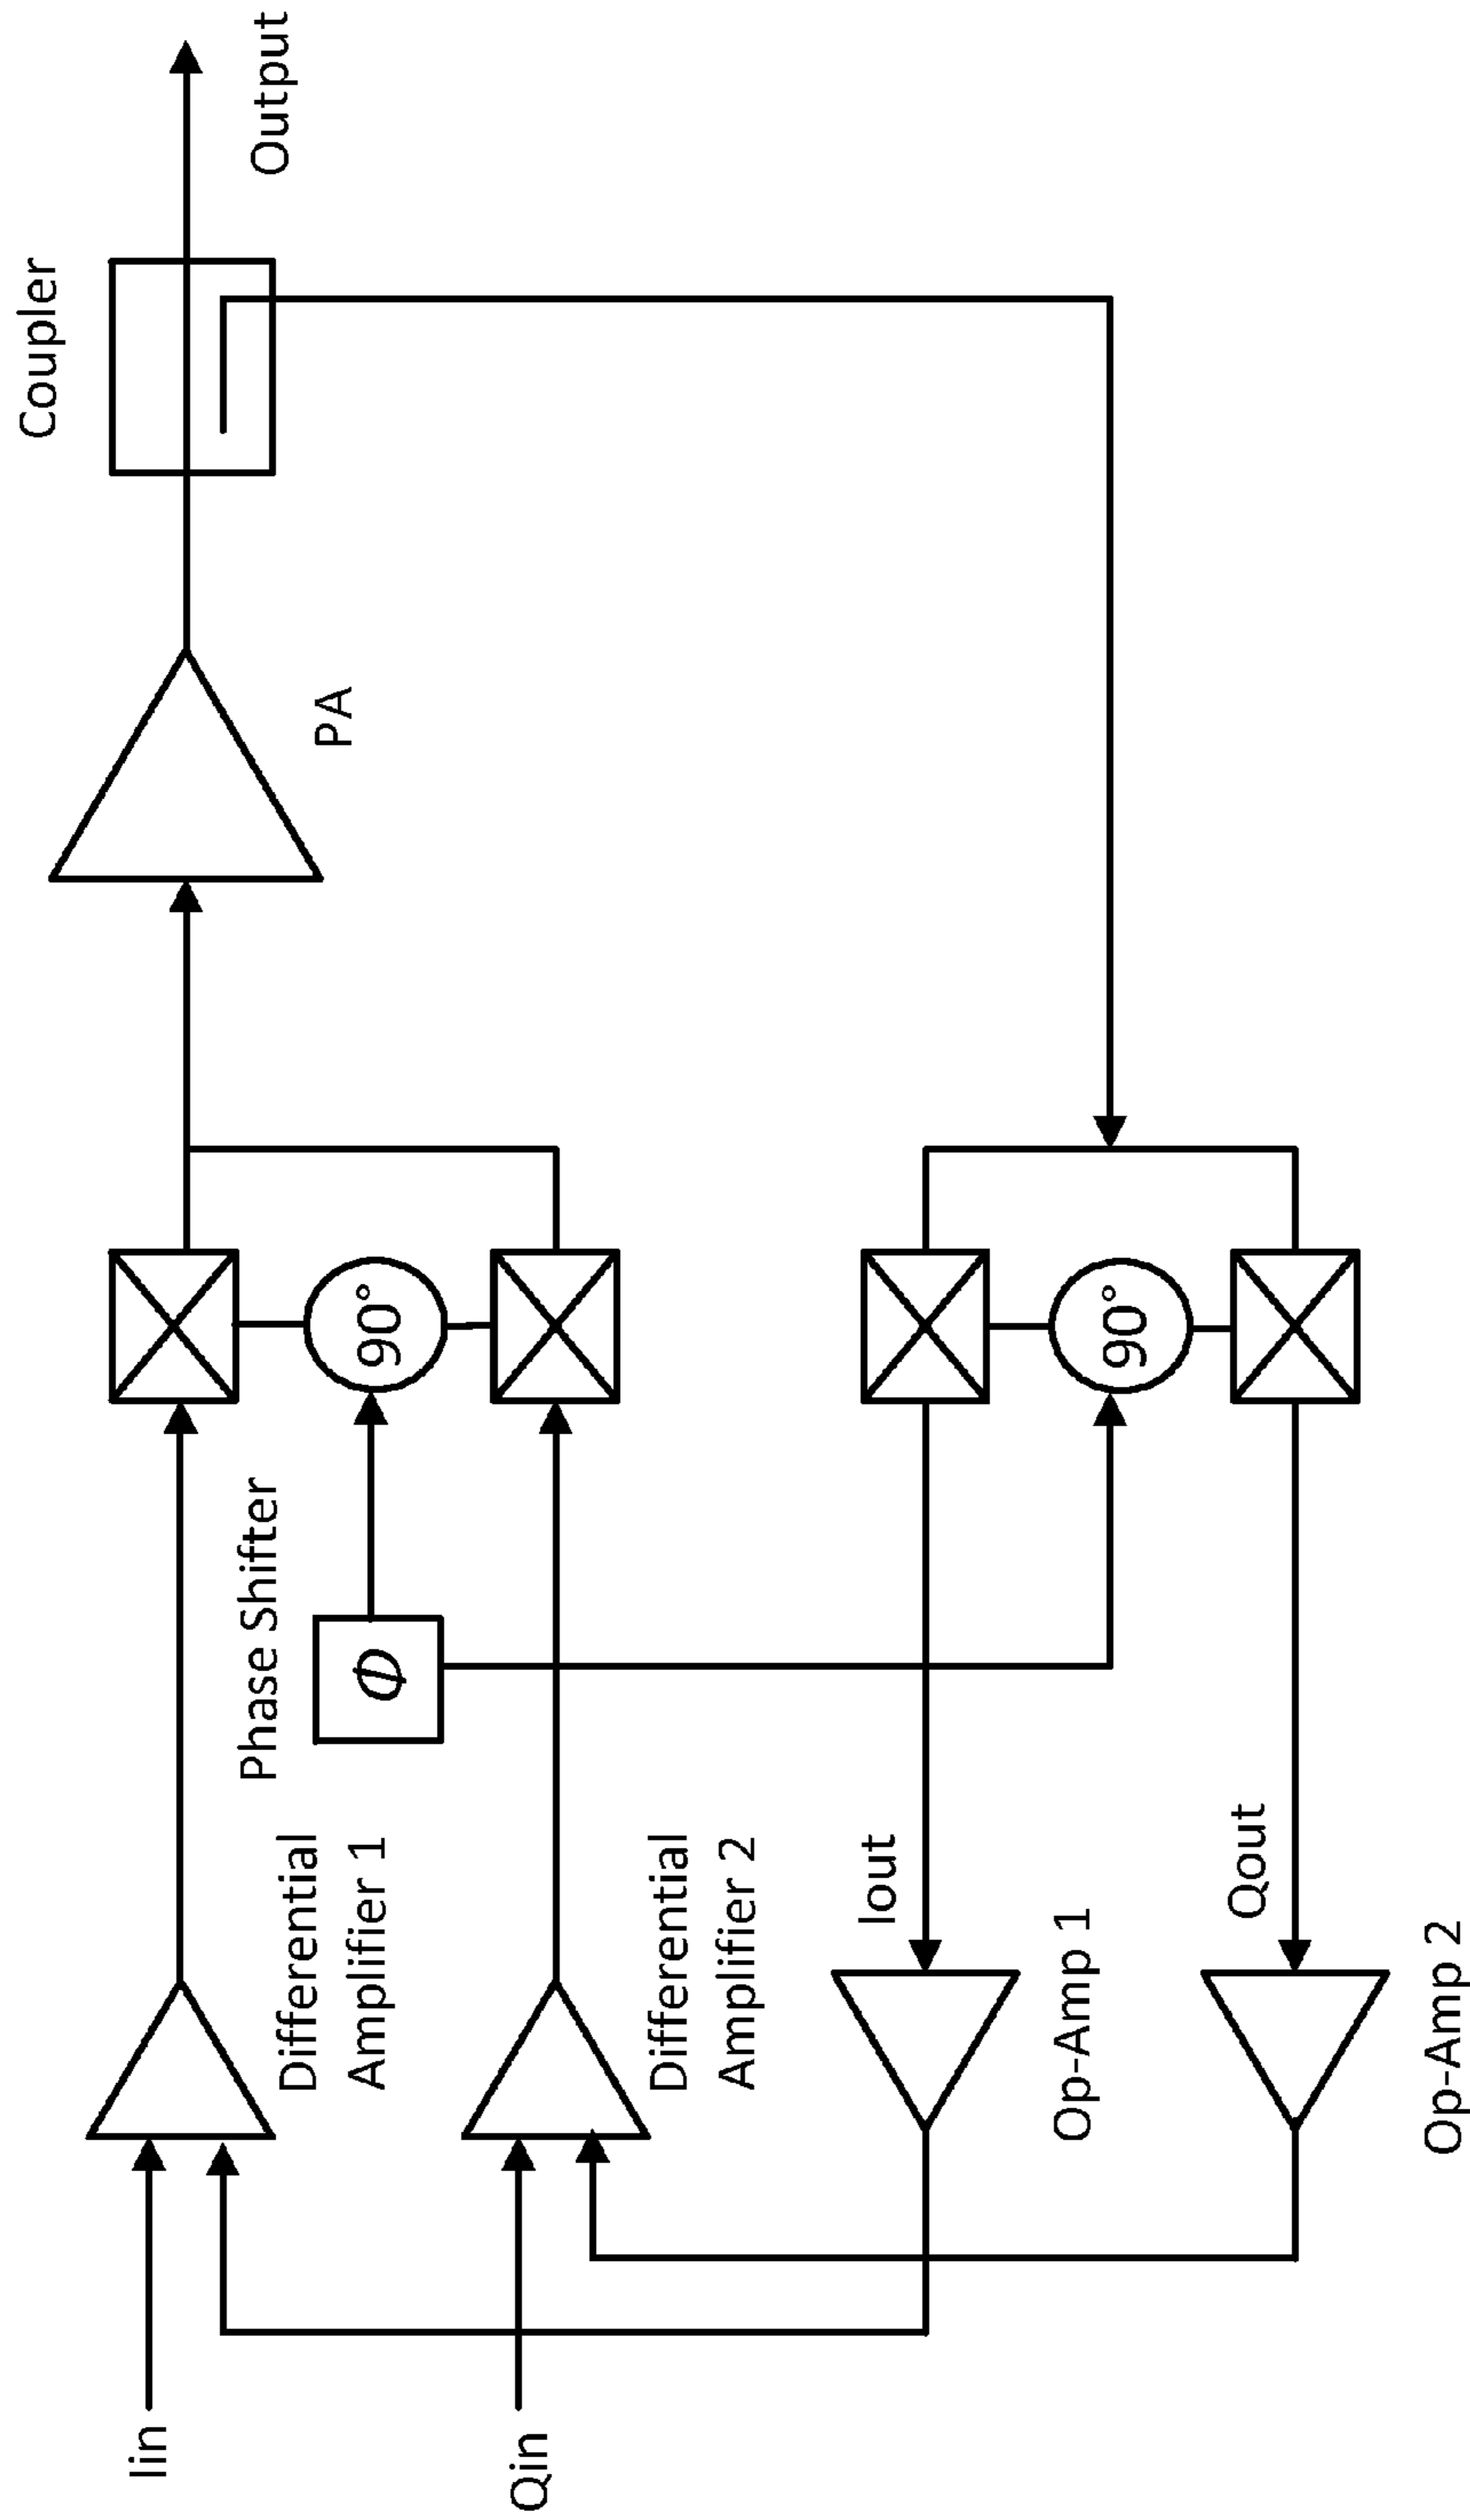 Iin
Differential
Amplifier 1
Phase Shifter
Φ
90°
PA
Coupler
Output
Qin
Differential
Amplifier 2
Iout
Op-Amp 1
90°
Qout
Op-Amp 2